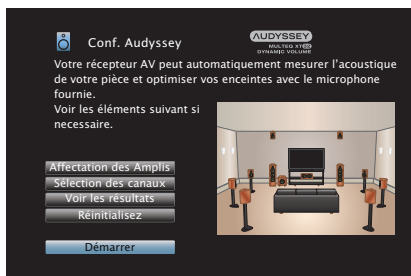 Conf. Audyssey
AUDYSSEY
MULTEQ XT32
DYNAMIC VOLUME
Votre récepteur AV peut automatiquement mesurer l'acoustique
de votre pièce et optimiser vos enceintes avec le microphone
fournie.
Voir les éléments suivant si
necessaire.
Affectation des Amplis
Sélection des canaux
Voir les résultats
Réinitialisez
Démarrer